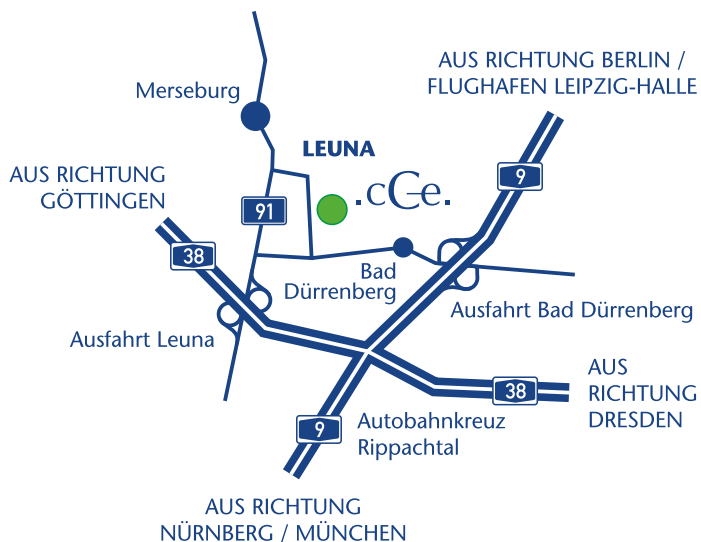 AUS RICHTUNG BERLIN /
FLUGHAFEN LEIPZIG-HALLE
Merseburg
LEUNA
AUS RICHTUNG
GÖTTINGEN
9
.cCe.
91
38
Bad
Dürrenberg
Ausfahrt Bad Dürrenberg
Ausfahrt Leuna
AUS
RICHTUNG
DRESDEN
38
9
Autobahnkreuz
Rippachtal
AUS RICHTUNG
NÜRNBERG / MÜNCHEN